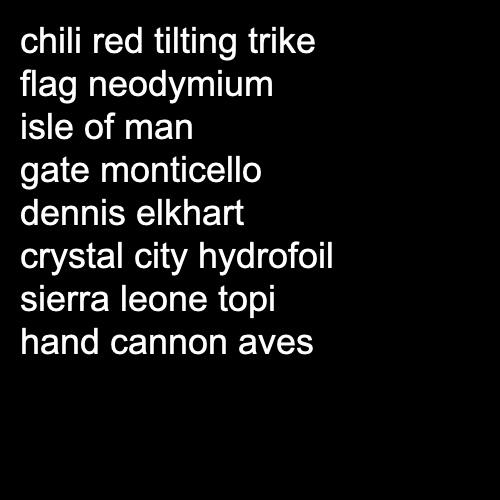 chili red tilting trike
flag neodymium
isle of man
gate monticello
dennis elkhart
crystal city hydrofoil
sierra leone topi
hand cannon aves